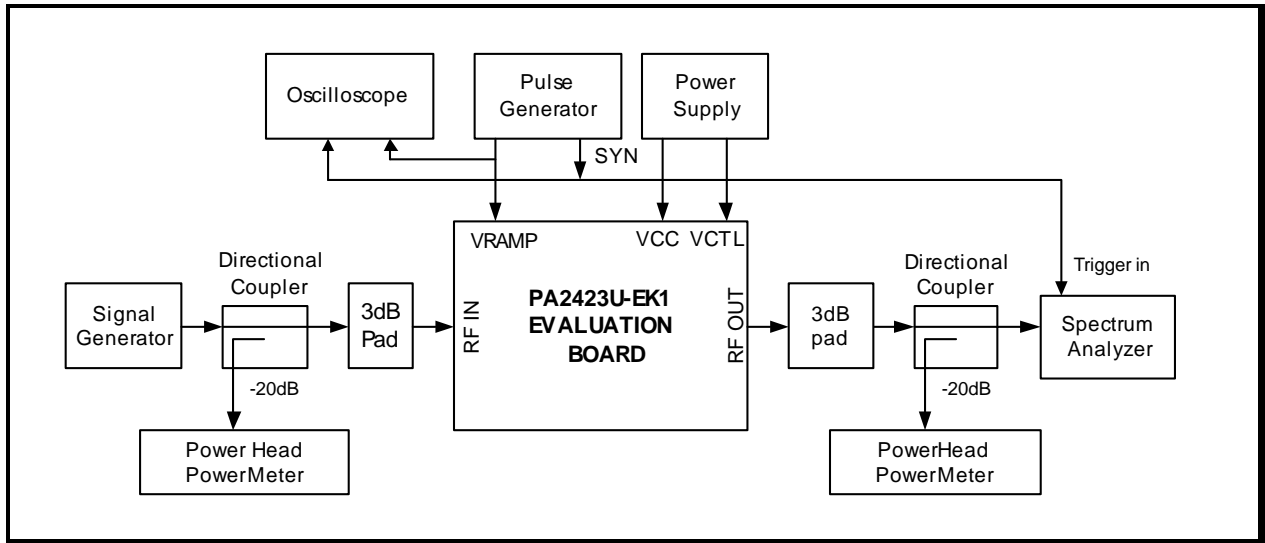 Oscilloscope
Pulse
Generator
Power
Supply
SYN
VRAMP
VCC
VCTL
Directional
Coupler
Directional
Coupler
Trigger in
Signal
Generator
3dB
Pad
RF IN
PA2423U-EK1
EVALUATION
BOARD
RF OUT
3dB
pad
Spectrum
Analyzer
-20dB
-20dB
Power Head
PowerMeter
PowerHead
PowerMeter